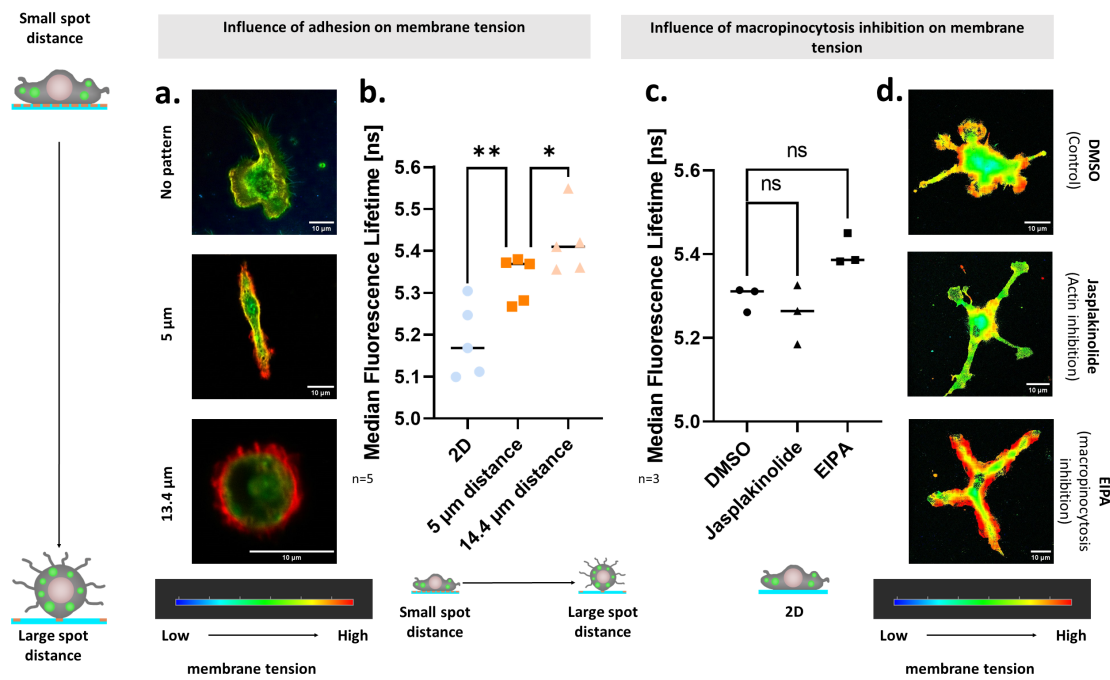 Small spot
distance
Large spot
distance
Influence of adhesion on membrane tension
a.
No pattern
10 µm
5 µm
10 µm
13.4 µm
10 µm
Low
High
membrane tension
b.
Median Fluorescence Lifetime [ns]
5.6
5.5
5.4
5.3
5.2
5.1
5.0
**
*
2D
5 µm distance
14.4 µm distance
n=5
Small spot
distance
Large spot
distance
Influence of macropinocytosis inhibition on membrane
tension
c.
Median Fluorescence Lifetime [ns]
5.6
5.4
5.2
5.0
ns
ns
DMSO
Jasplakinolide
EIPA
n=3
2D
d.
DMSO
(Control)
10 µm
Jasplakinolide
(Actin inhibition)
10 µm
EIPA
(macropinocytosis
inhibition)
10 µm
Low
High
membrane tension